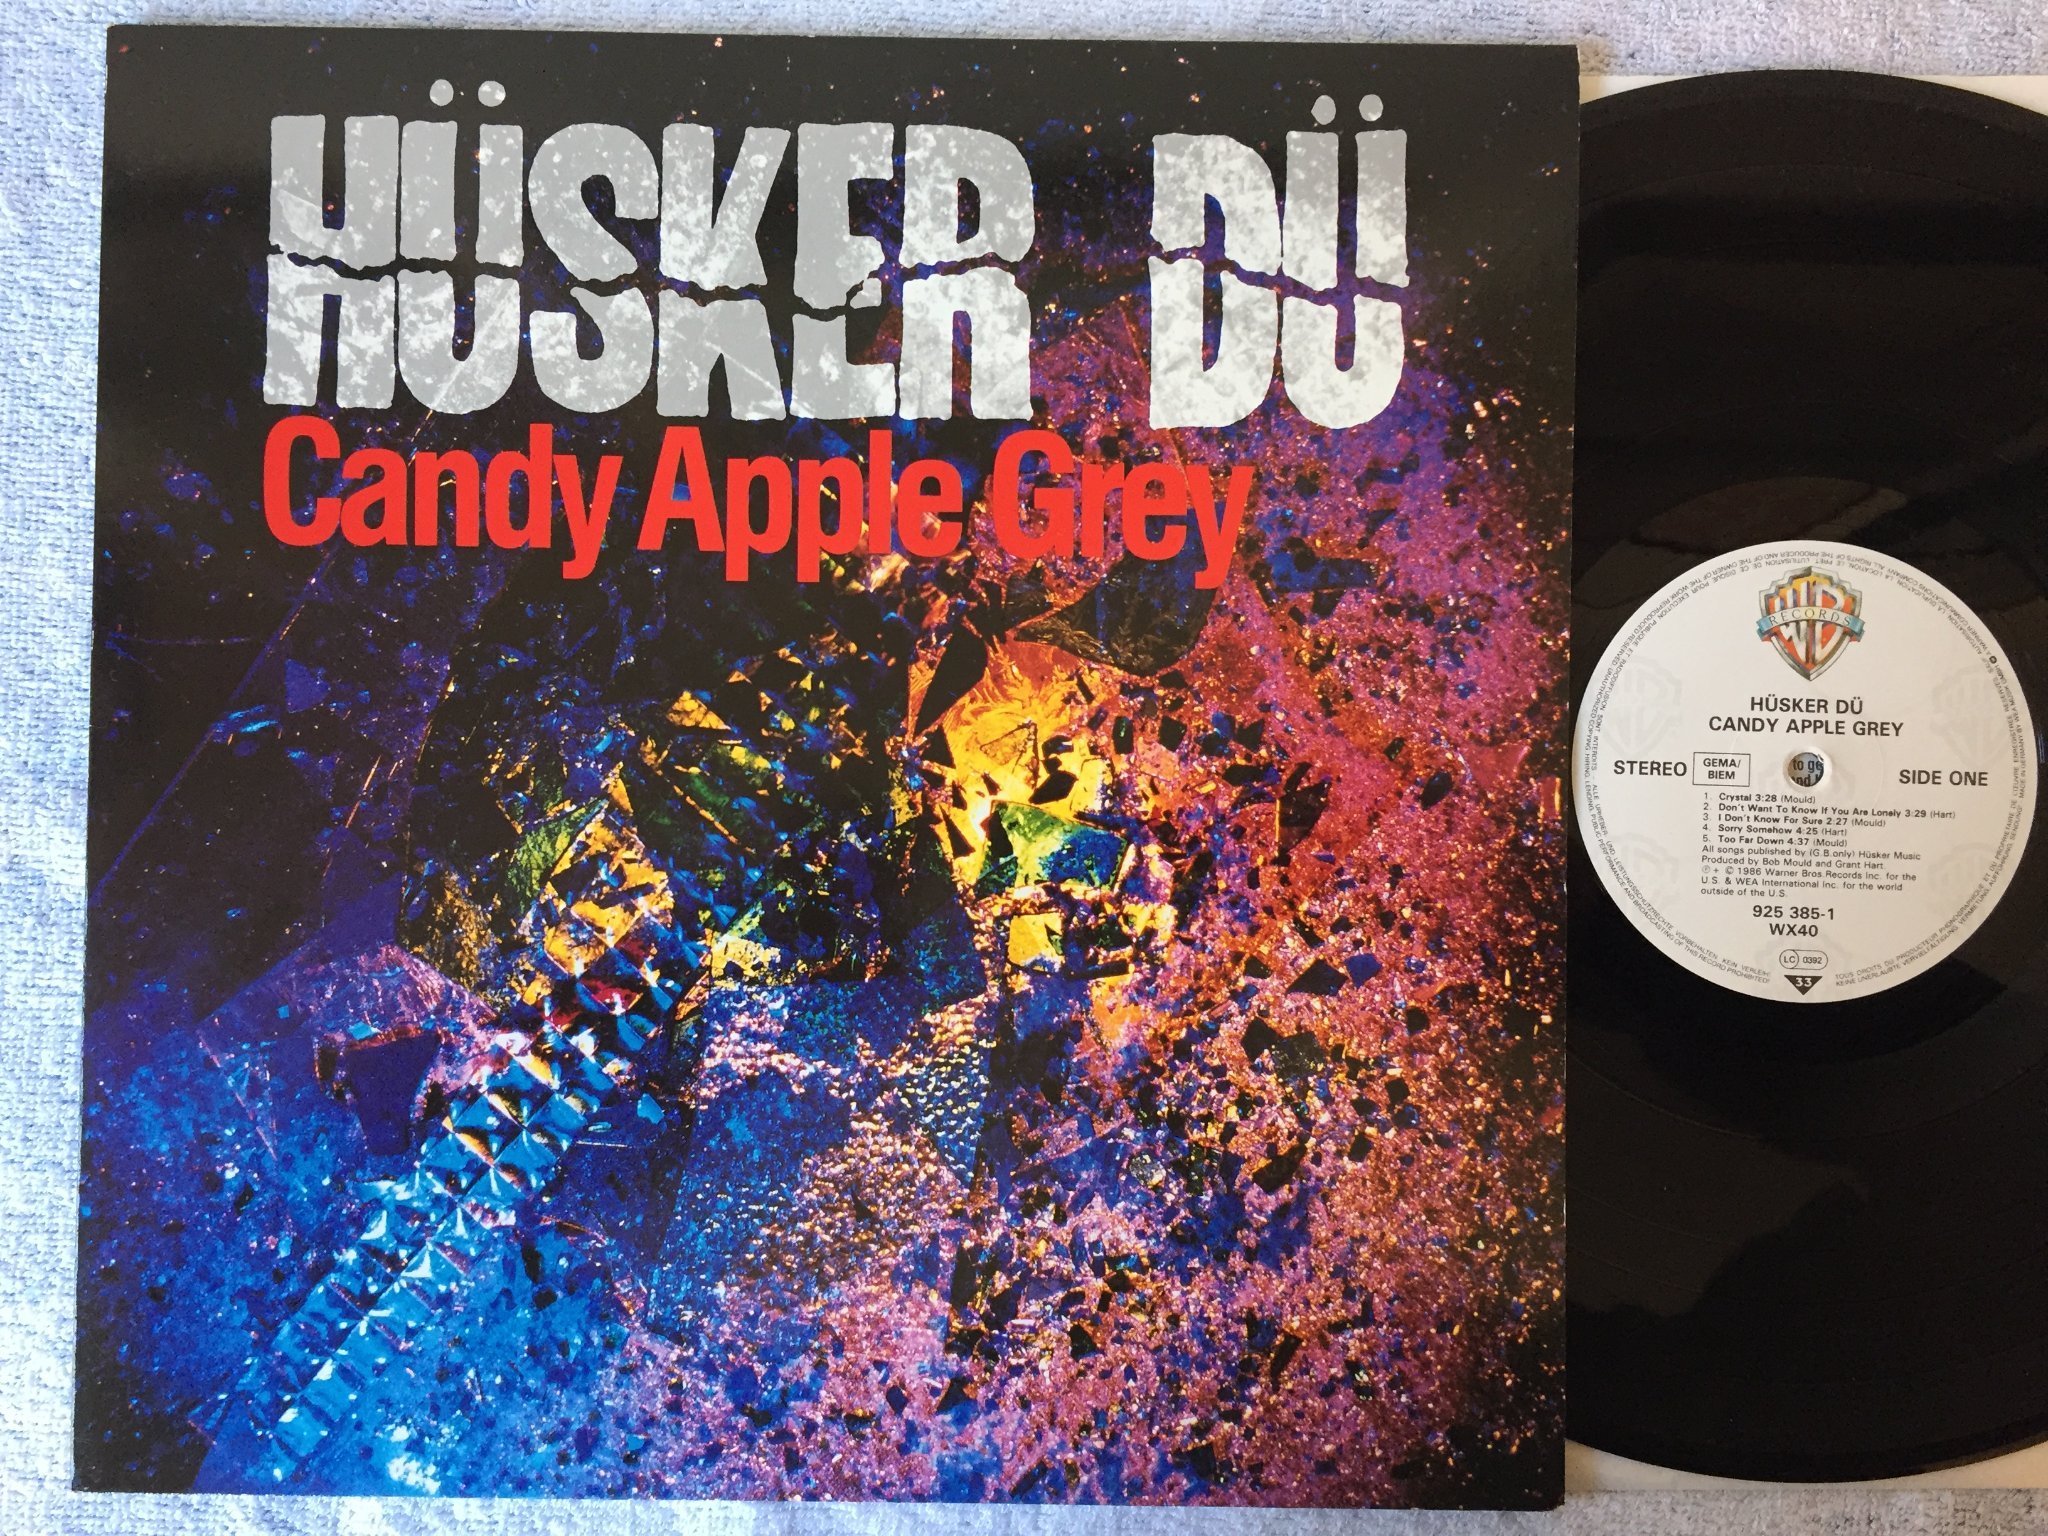 HÜSKER DÜ
Candy Apple Grey
RECORDS
HÜSKER DÜ
CANDY APPLE GREY
STEREO
GEMA/
BIEM
to ge
SIDE ONE
1. Crystal 3:28 (Mould)
2. Don't Want To Know If You Are Lonely 3:29 (Hart)
3. I Don't Know For Sure 2:27 (Mould)
4. Sorry Somehow 4:25 (Hart)
5. Too Far Down 4:37 (Mould)
All songs published by (G.B.only) Hüsker Music
Produced by Bob Mould and Grant Hart
℗ + © 1986 Warner Bros. Records Inc. for the
U.S. & WEA International Inc. for the world
outside of the U.S.
925 385-1
WX40
LC 0392
33